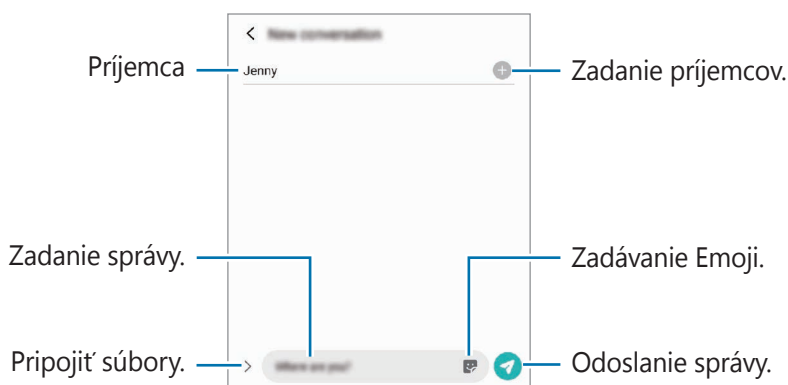 New conversation
Príjemca
Jenny
Zadanie príjemcov.
Zadanie správy.
Zadávanie Emoji.
Pripojiť súbory.
Where are you?
Odoslanie správy.